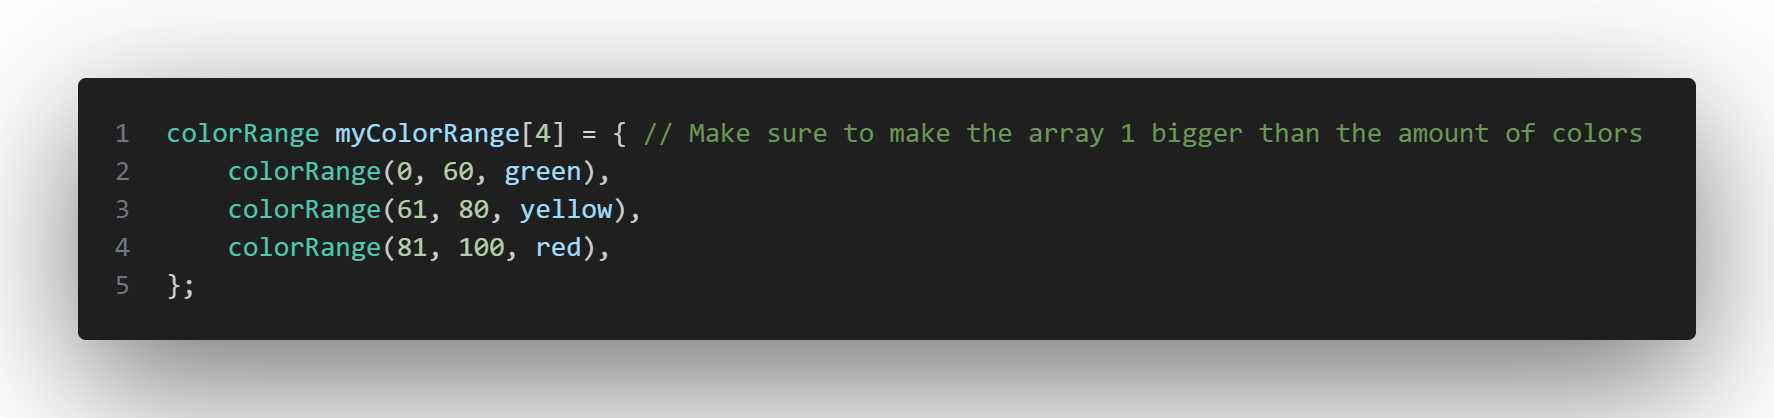 1 colorRange myColorRange[4] = { // Make sure to make the array 1 bigger than the amount of colors
2     colorRange(0, 60, green),
3     colorRange(61, 80, yellow),
4     colorRange(81, 100, red),
5 };